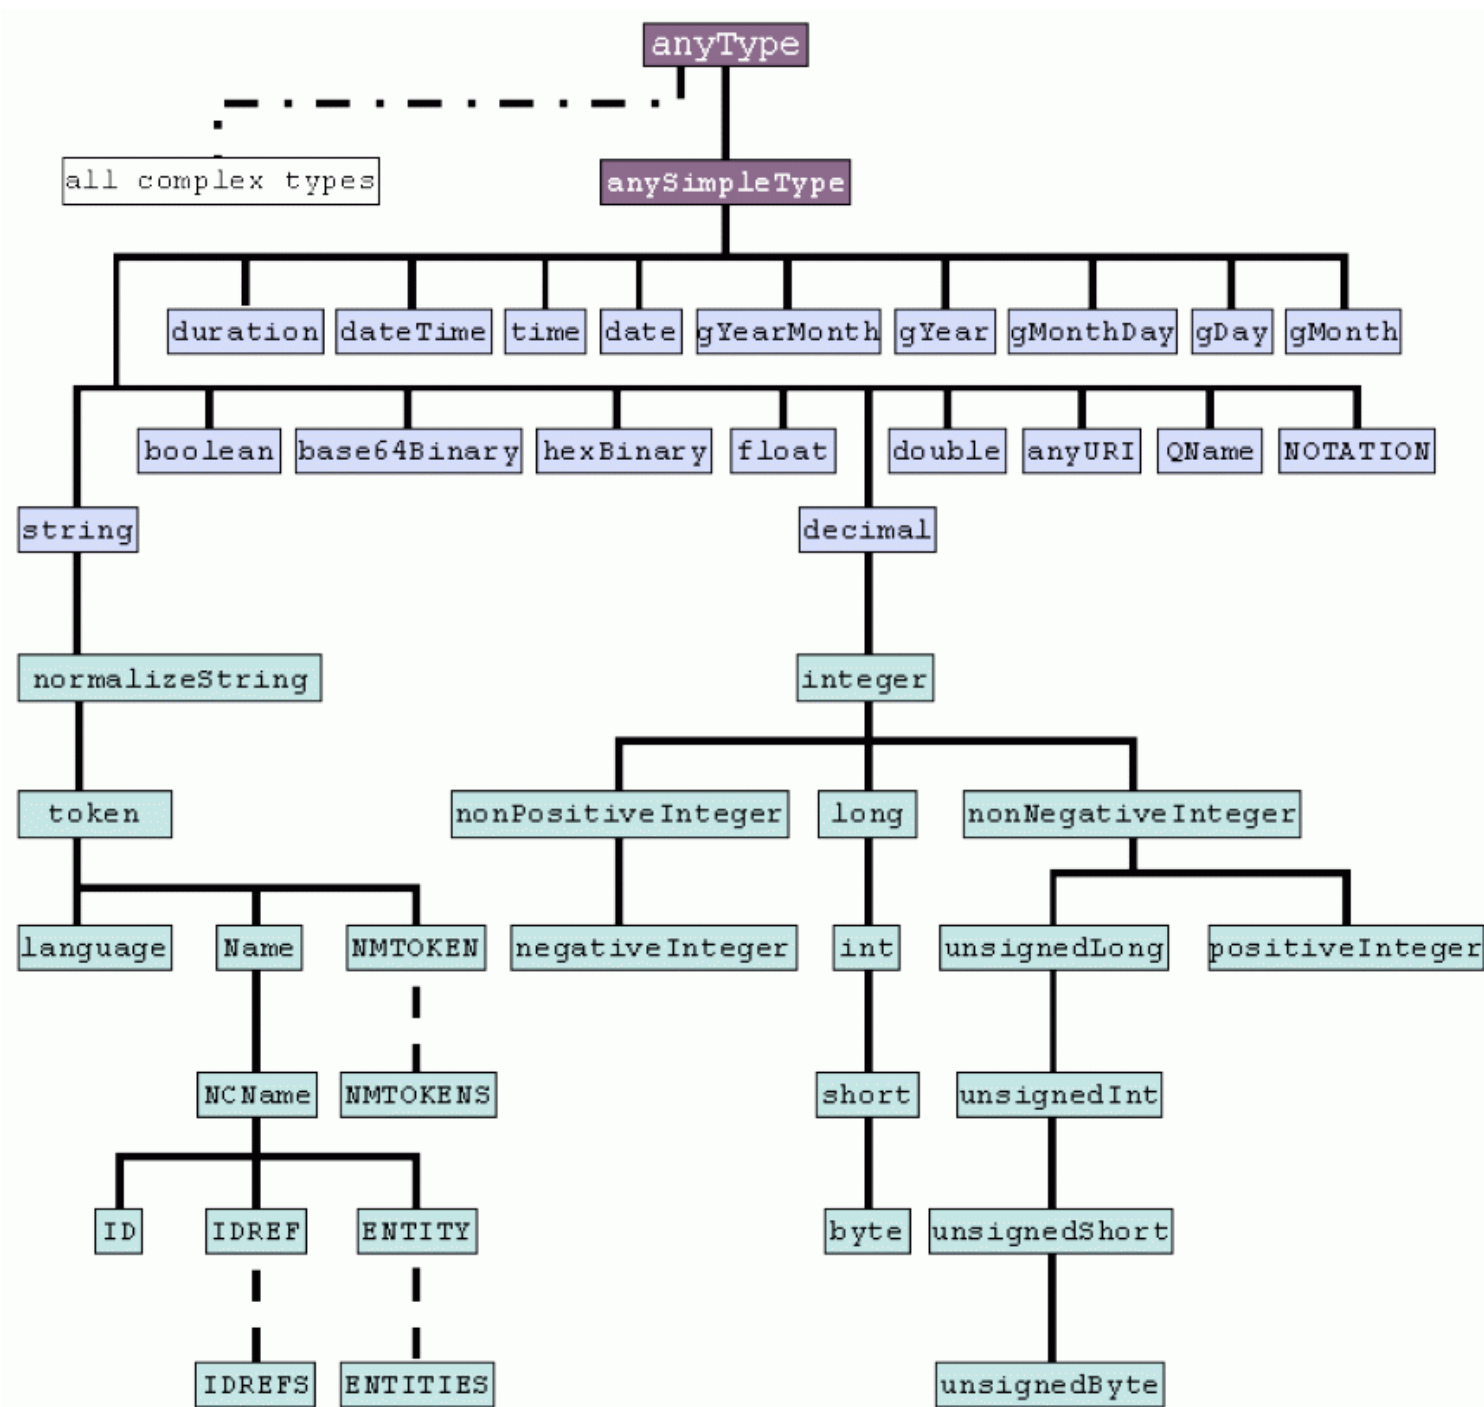 anyType
all complex types
anySimpleType
duration dateTime time date gYearMonth gYear gMonthDay gDay gMonth
boolean base64Binary hexBinary float double anyURI QName NOTATION
string decimal
normalizeString integer
token nonPositiveInteger long nonNegativeInteger
language Name NMTOKEN negativeInteger int unsignedLong positiveInteger
NCName NMTOKENS short unsignedInt
ID IDREF ENTITY byte unsignedShort
IDREFS ENTITIES unsignedByte